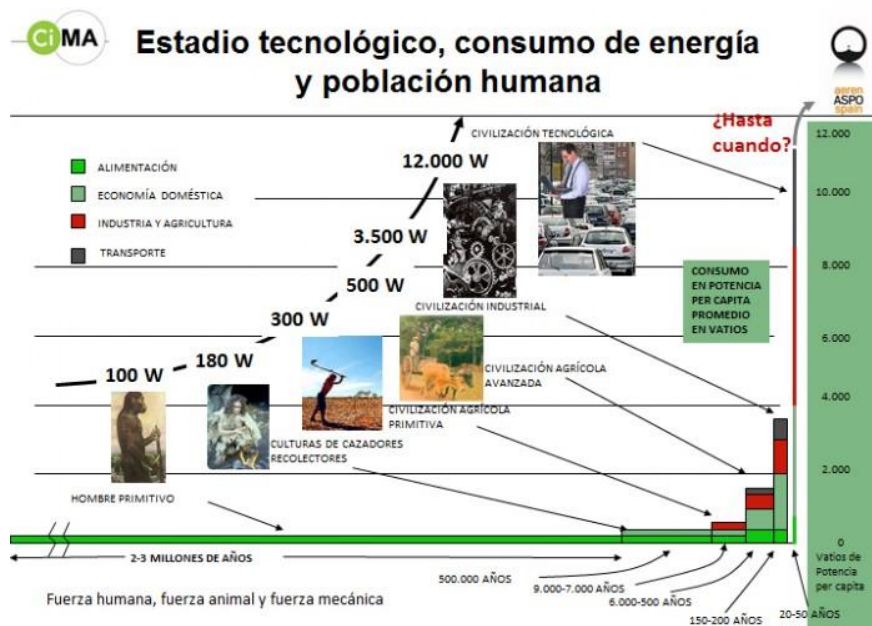 CiMA
Estadio tecnológico, consumo de energía
y población humana
aeren
ASPO
spain
¿Hasta
cuando?
12.000
CIVILIZACIÓN TECNOLÓGICA
12.000 W
ALIMENTACIÓN
ECONOMÍA DOMÉSTICA
INDUSTRIA Y AGRICULTURA
TRANSPORTE
10.000
3.500 W
8.000
CONSUMO
EN POTENCIA
PER CAPITA
PROMEDIO
EN VATIOS
500 W
CIVILIZACIÓN INDUSTRIAL
300 W
6.000
180 W
100 W
CIVILIZACIÓN AGRÍCOLA
AVANZADA
4.000
CIVILIZACIÓN AGRÍCOLA
PRIMITIVA
CULTURAS DE CAZADORES
RECOLECTORES
2.000
HOMBRE PRIMITIVO
0
2-3 MILLONES DE AÑOS
Vatios de
Potencia
per capita
500.000 AÑOS
9.000-7.000 AÑOS
6.000-500 AÑOS
150-200 AÑOS
20-50 AÑOS
Fuerza humana, fuerza animal y fuerza mecánica